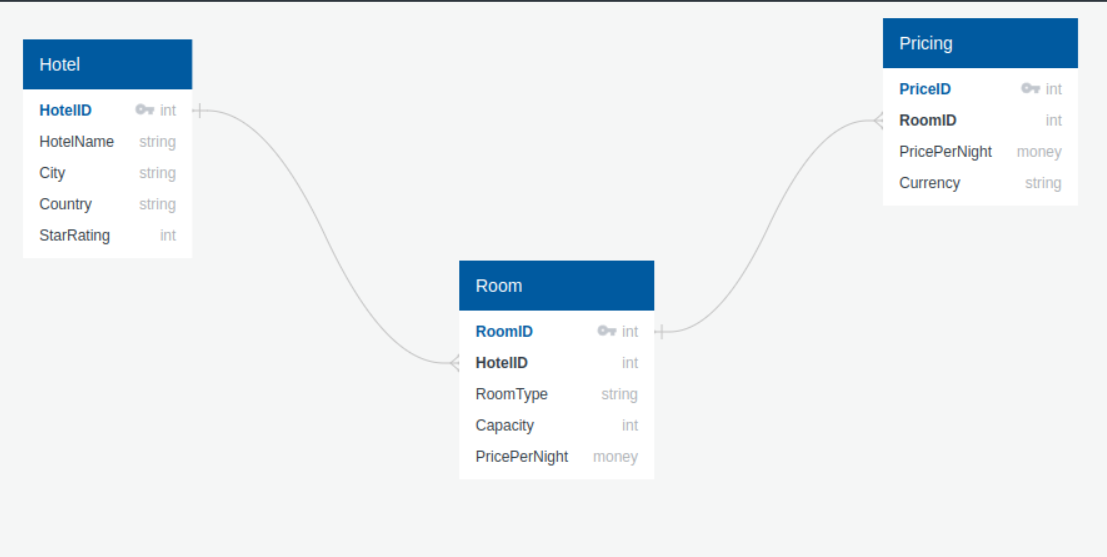 Hotel
HotelID int
HotelName string
City string
Country string
StarRating int
Room
RoomID int
HotelID int
RoomType string
Capacity int
PricePerNight money
Pricing
PriceID int
RoomID int
PricePerNight money
Currency string